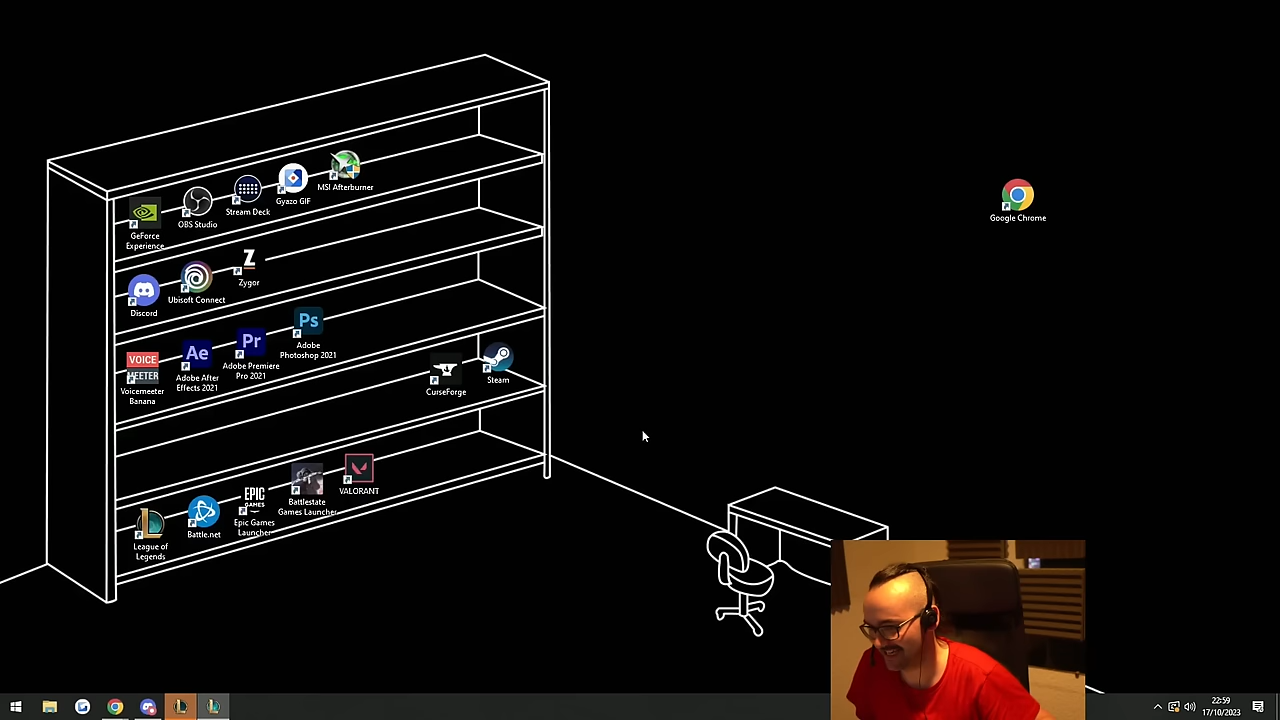 MSI Afterburner
Gyazo GIF
Stream Deck
OBS Studio
GeForce
Experience
Google Chrome
Z
Zygor
Ubisoft Connect
Discord
Ps
Adobe
Photoshop 2021
Pr
Adobe Premiere
Pro 2021
Ae
Adobe After
Effects 2021
VOICE
MEETER
Voicemeeter
Banana
Steam
CurseForge
VALORANT
Battlestate
Games Launcher
EPIC
GAMES
Epic Games
Launcher
Battle.net
League of
Legends
22:59
17/10/2023